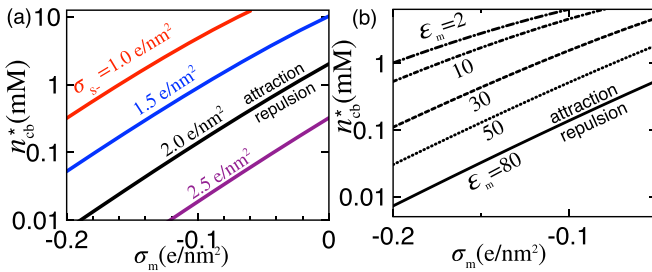 (a)
n*cb(mM)
10
1
0.1
0.01
σs-=1.0 e/nm²
1.5 e/nm²
2.0 e/nm²
2.5 e/nm²
attraction
repulsion
-0.2
-0.1
0
σm(e/nm²)
(b)
n*cb(mM)
1
0.1
0.01
εm=2
10
30
50
εm=80
attraction
repulsion
-0.2
-0.1
σm(e/nm²)